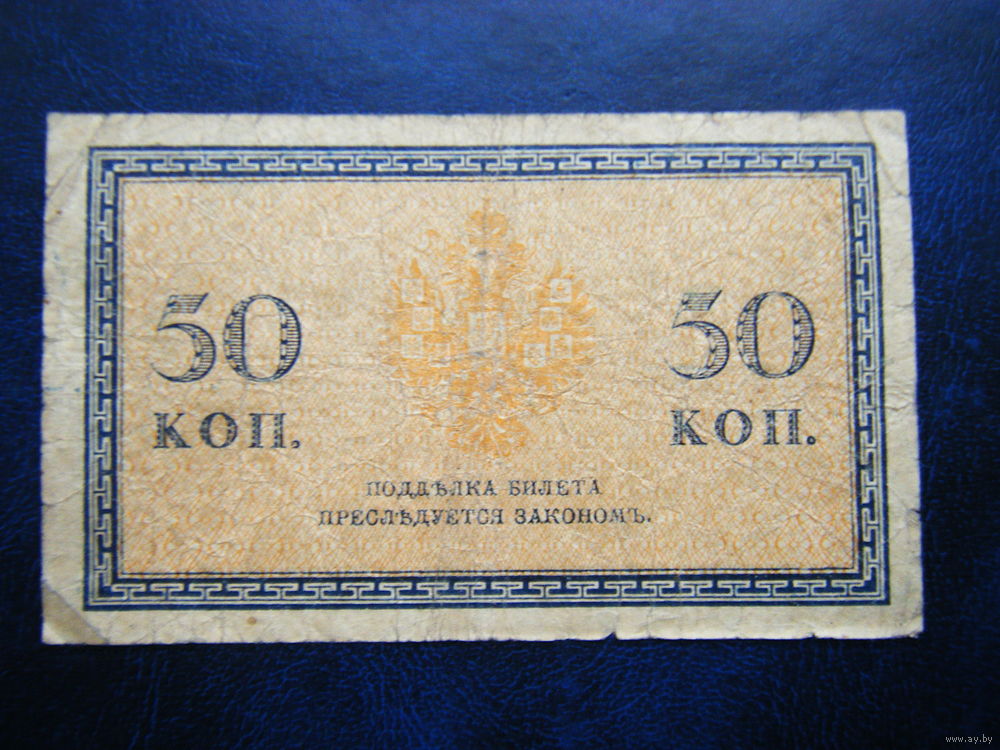 50 50
КОП. КОП.
ПОДДѢЛКА БИЛЕТА
ПРЕСЛѢДУЕТСЯ ЗАКОНОМЪ.
www.ay.by